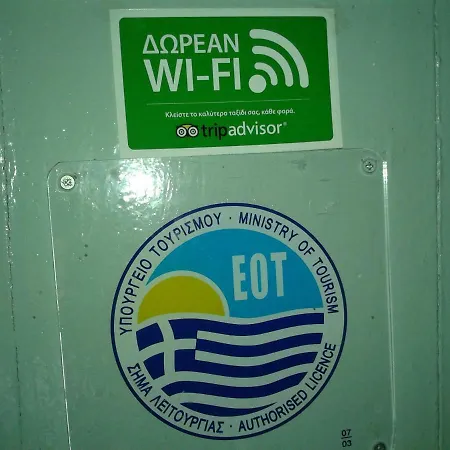 ΔΩΡΕΑΝ
WI-FI
Κλείστε το καλύτερο ταξίδι σας, κάθε φορά.
tripadvisor®
ΥΠΟΥΡΓΕΙΟ ΤΟΥΡΙΣΜΟΥ · MINISTRY OF TOURISM
ΕΟΤ
ΣΗΜΑ ΛΕΙΤΟΥΡΓΙΑΣ · AUTHORISED LICENCE
07
03